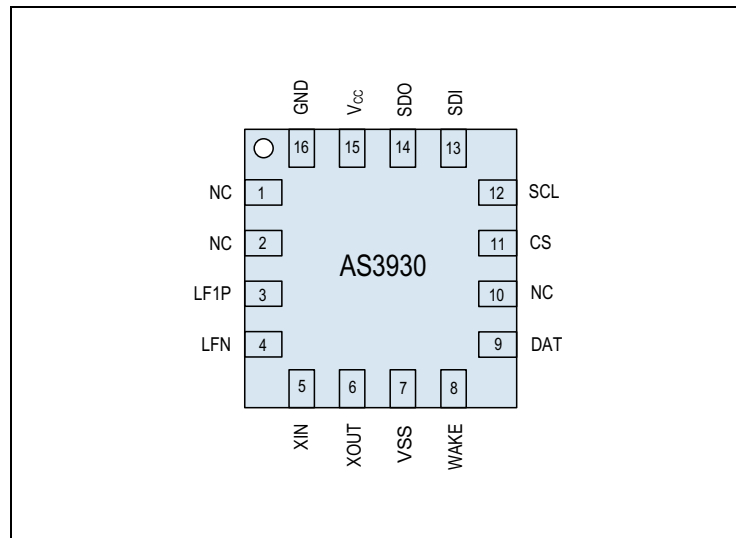 GND
Vcc
SDO
SDI
16
15
14
13
NC 1
12 SCL
NC 2
11 CS
AS3930
LF1P 3
10 NC
LFN 4
9 DAT
5
6
7
8
XIN
XOUT
VSS
WAKE